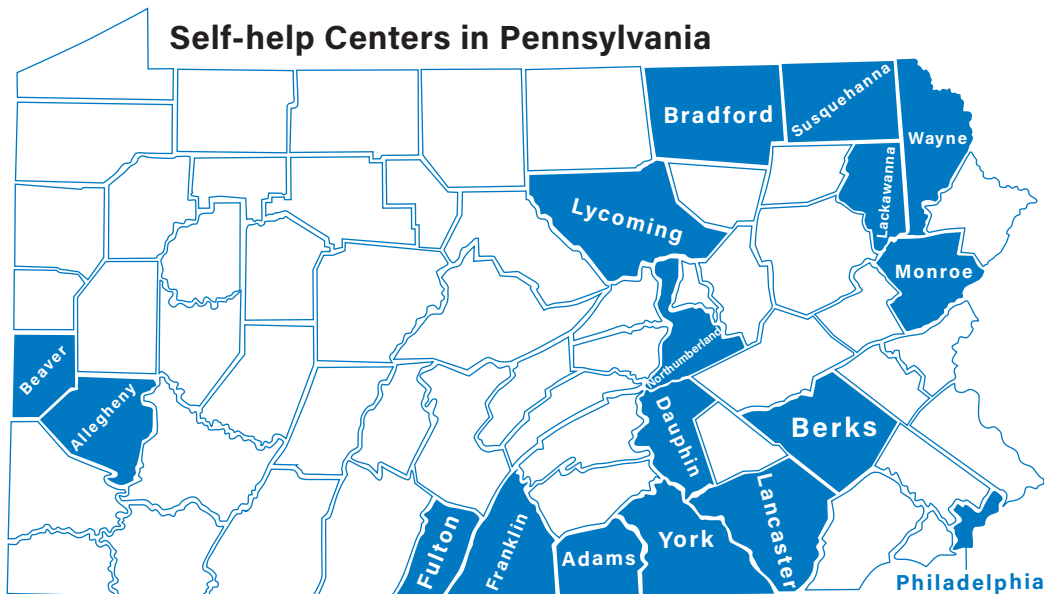 Self-help Centers in Pennsylvania
Bradford
Susquehanna
Wayne
Lackawanna
Lycoming
Monroe
Northumberland
Beaver
Allegheny
Dauphin
Berks
Lancaster
York
Fulton
Franklin
Adams
Philadelphia